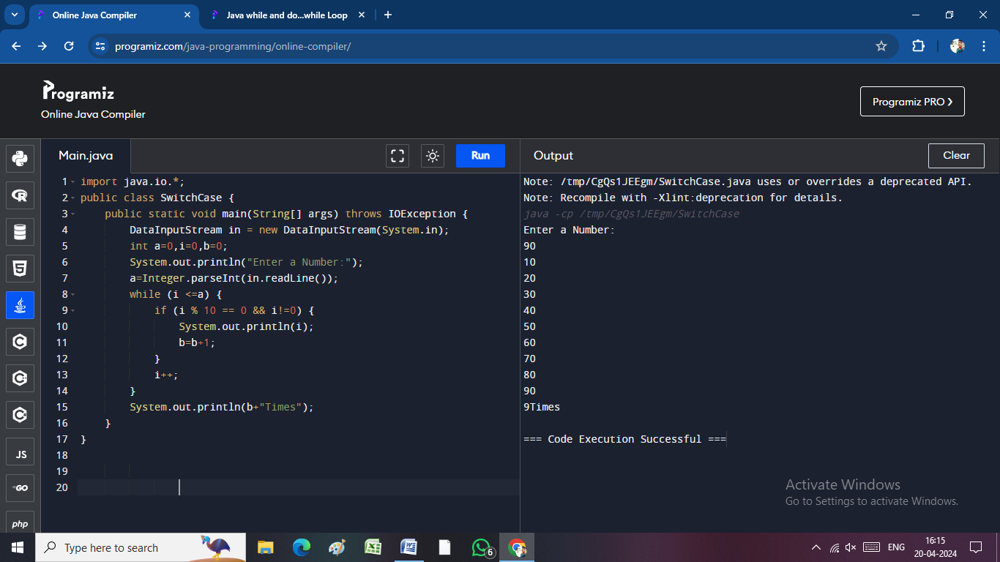 Online Java Compiler
Java while and do...while Loop
programiz.com/java-programming/online-compiler/
Programiz
Online Java Compiler
Programiz PRO ❯
Main.java
Run
Output
Clear
1 import java.io.*;
2 public class SwitchCase {
3 public static void main(String[] args) throws IOException {
4 DataInputStream in = new DataInputStream(System.in);
5 int a=0,i=0,b=0;
6 System.out.println("Enter a Number:");
7 a=Integer.parseInt(in.readLine());
8 while (i <=a) {
9 if (i % 10 == 0 && i!=0) {
10 System.out.println(i);
11 b=b+1;
12 }
13 i++;
14 }
15 System.out.println(b+"Times");
16 }
17 }
18
19
20
Note: /tmp/CgQs1JEEgm/SwitchCase.java uses or overrides a deprecated API.
Note: Recompile with -Xlint:deprecation for details.
java -cp /tmp/CgQs1JEEgm/SwitchCase
Enter a Number:
90
10
20
30
40
50
60
70
80
90
9Times
=== Code Execution Successful ===
JS
GO
php
Activate Windows
Go to Settings to activate Windows.
Type here to search
6
ENG
16:15
20-04-2024